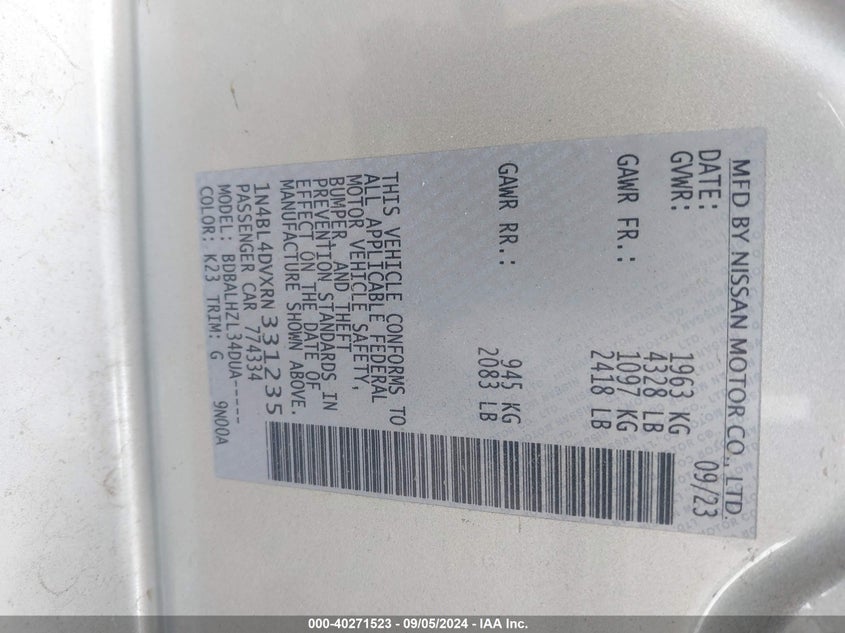 MFD BY NISSAN MOTOR CO., LTD
DATE: 09/23
GVWR: 1963 KG
4328 LB
GAWR FR.: 1097 KG
2418 LB
GAWR RR.: 945 KG
2083 LB
THIS VEHICLE CONFORMS TO
ALL APPLICABLE FEDERAL
MOTOR VEHICLE SAFETY,
BUMPER, AND THEFT
PREVENTION STANDARDS IN
EFFECT ON THE DATE OF
MANUFACTURE SHOWN ABOVE.
1N4BL4DVXRN331235
PASSENGER CAR 774334
MODEL: BDBALHZL34DUA-----
COLOR: K23 TRIM: G 9N00A
000-40271523 - 09/05/2024 - IAA Inc.